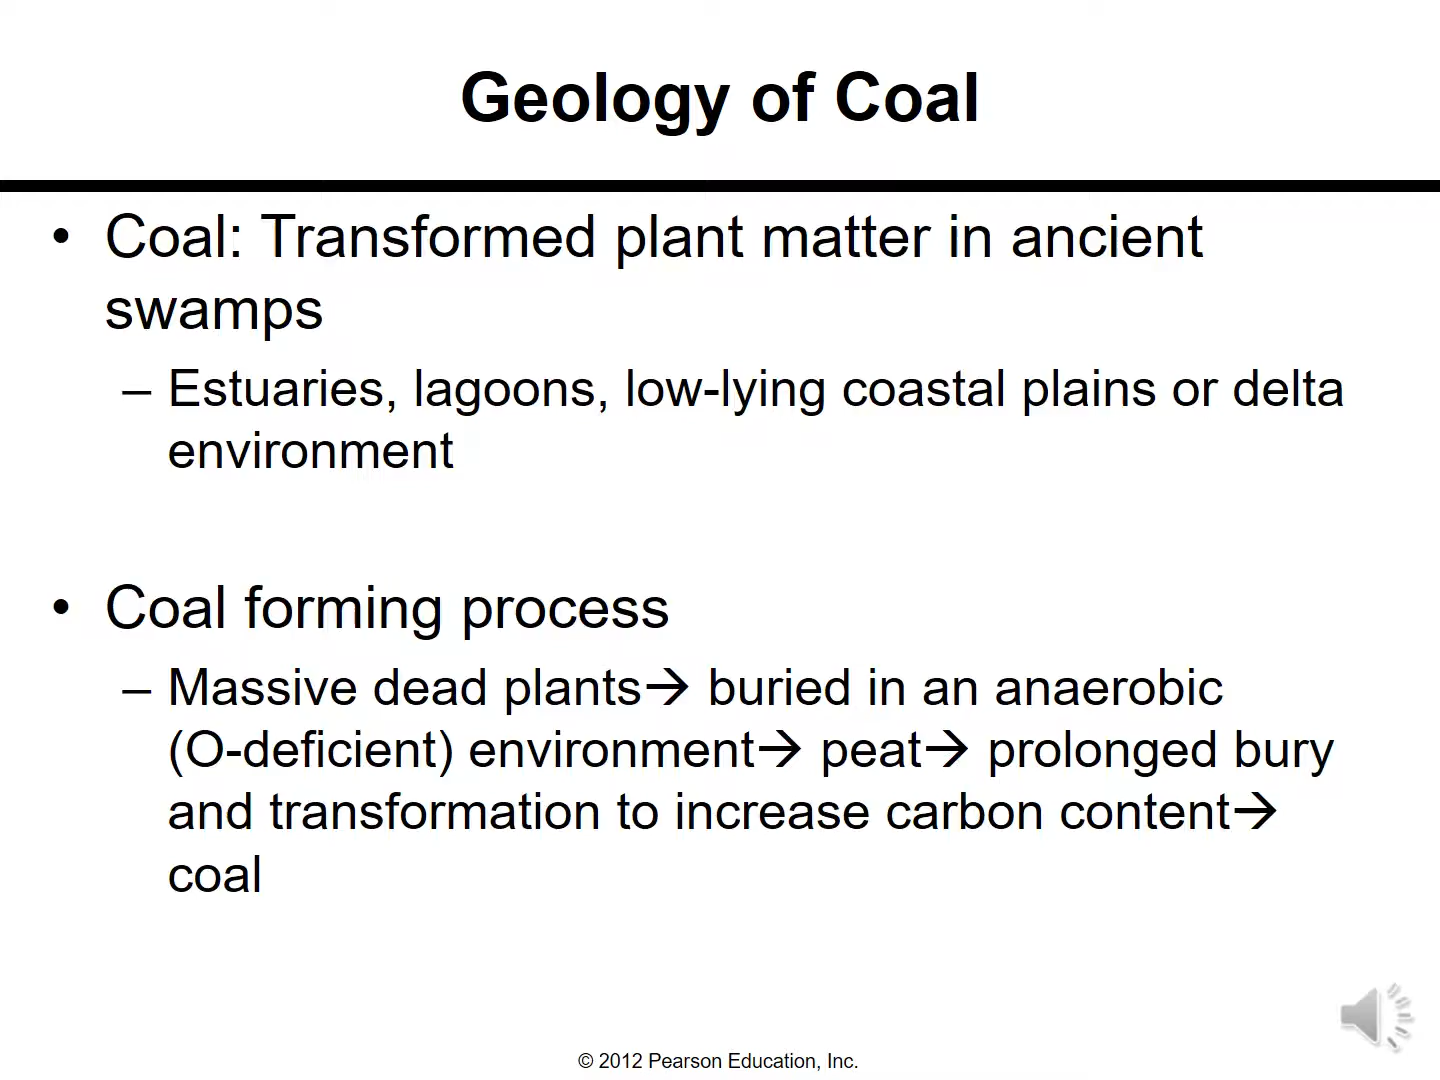 Geology of Coal
• Coal: Transformed plant matter in ancient
swamps
– Estuaries, lagoons, low-lying coastal plains or delta
environment
• Coal forming process
– Massive dead plants→ buried in an anaerobic
(O-deficient) environment→ peat→ prolonged bury
and transformation to increase carbon content→
coal
© 2012 Pearson Education, Inc.